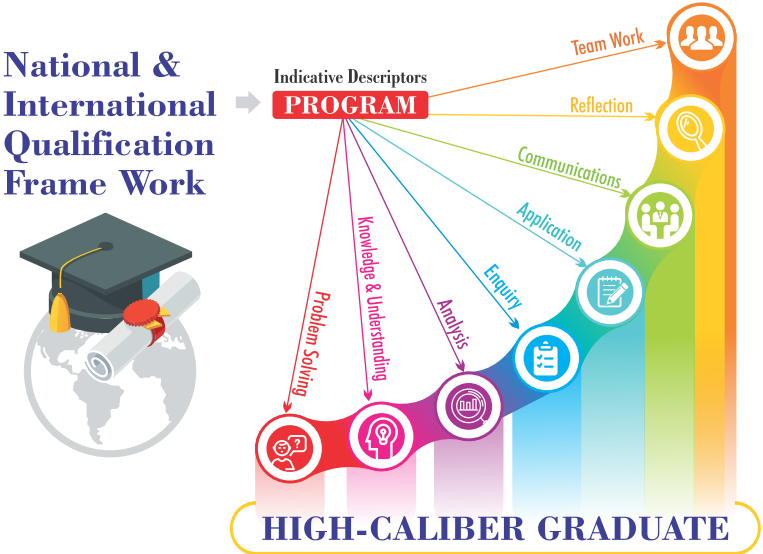 National &
International
Qualification
Frame Work
Indicative Descriptors
PROGRAM
Team Work
Reflection
Communications
Application
Enquiry
Analysis
Knowledge & Understanding
Problem Solving
?
HIGH-CALIBER GRADUATE